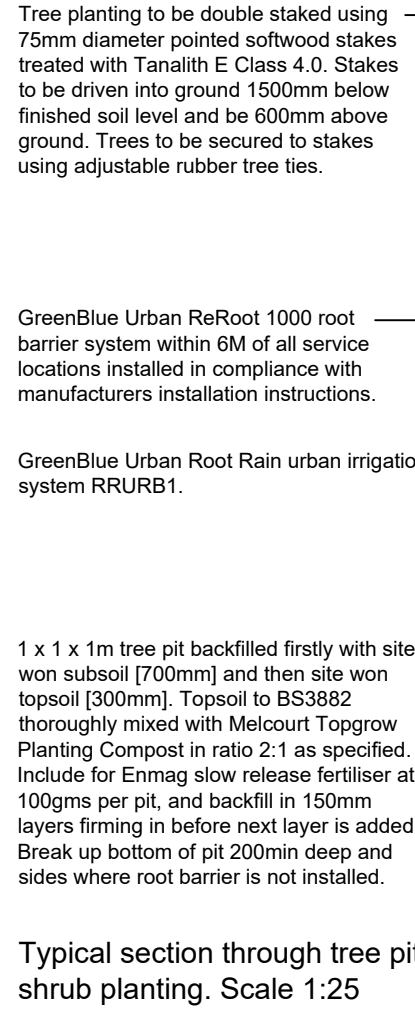 Tree planting to be double staked using
75mm diameter pointed softwood stakes
treated with Tanalith E Class 4.0. Stakes
to be driven into ground 1500mm below
finished soil level and be 600mm above
ground. Trees to be secured to stakes
using adjustable rubber tree ties.
GreenBlue Urban ReRoot 1000 root
barrier system within 6M of all service
locations installed in compliance with
manufacturers installation instructions.
GreenBlue Urban Root Rain urban irrigatio
system RRURB1.
1 x 1 x 1m tree pit backfilled firstly with site
won subsoil [700mm] and then site won
topsoil [300mm]. Topsoil to BS3882
thoroughly mixed with Melcourt Topgrow
Planting Compost in ratio 2:1 as specified.
Include for Enmag slow release fertiliser at
100gms per pit, and backfill in 150mm
layers firming in before next layer is added
Break up bottom of pit 200min deep and
sides where root barrier is not installed.
Typical section through tree pit
shrub planting. Scale 1:25